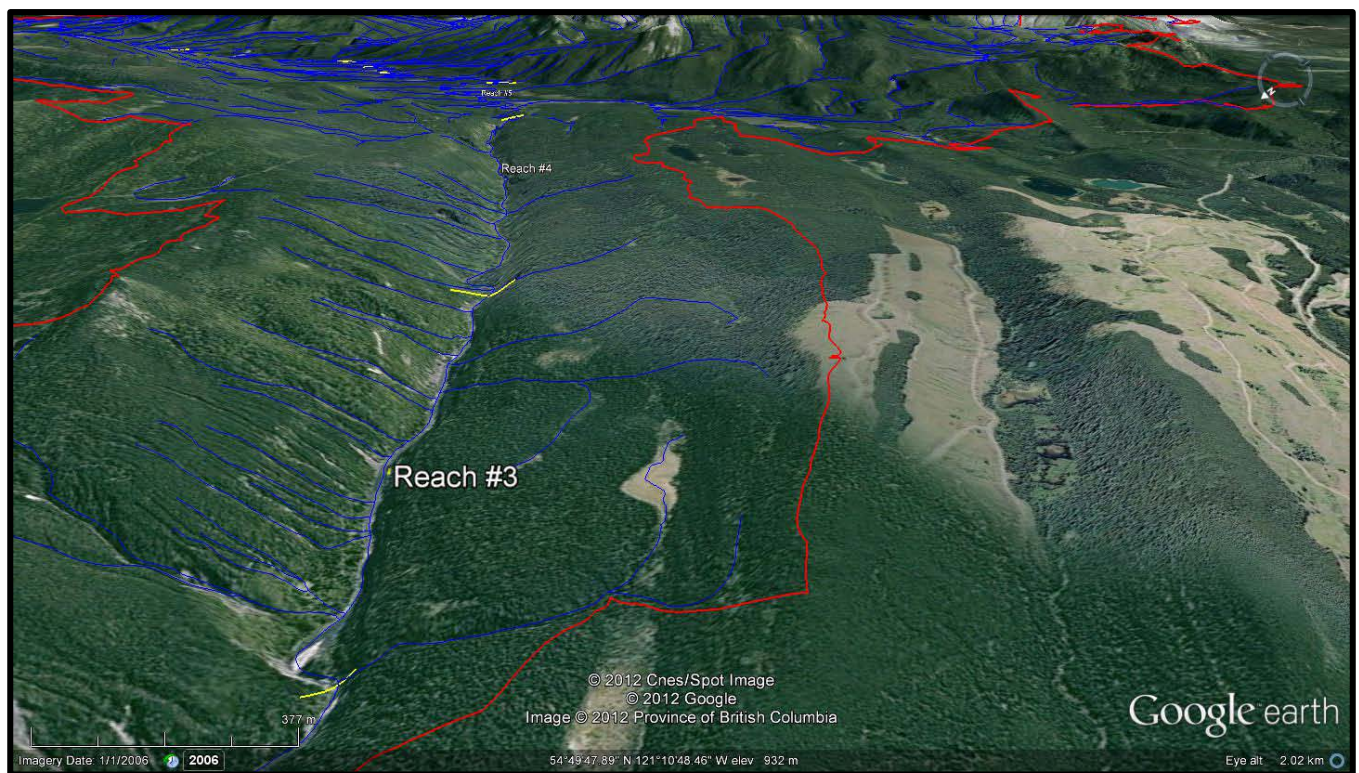 Reach #5
Reach #4
N
Reach #3
377 m
© 2012 Cnes/Spot Image
© 2012 Google
Image © 2012 Province of British Columbia
Google earth
Imagery Date: 1/1/2006 2006 54°49'47.89" N 121°10'48.46" W elev 932 m Eye alt 2.02 km